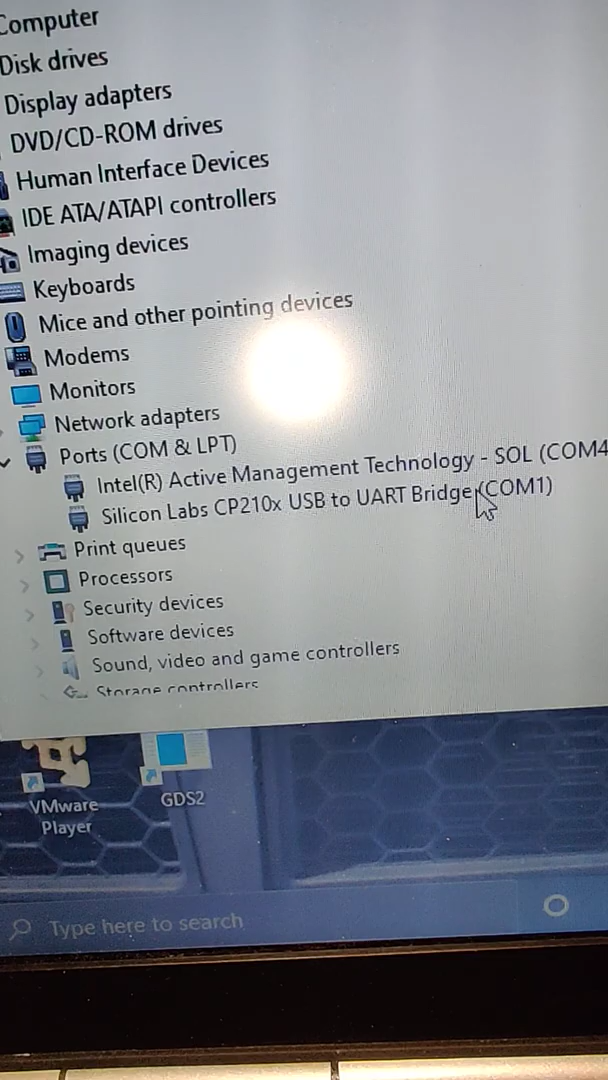 Computer
Disk drives
Display adapters
DVD/CD-ROM drives
Human Interface Devices
IDE ATA/ATAPI controllers
Imaging devices
Keyboards
Mice and other pointing devices
Modems
Monitors
Network adapters
Ports (COM & LPT)
Intel(R) Active Management Technology - SOL (COM4
Silicon Labs CP210x USB to UART Bridge (COM1)
Print queues
Processors
Security devices
Software devices
Sound, video and game controllers
Storage controllers
VMware Player
GDS2
Type here to search